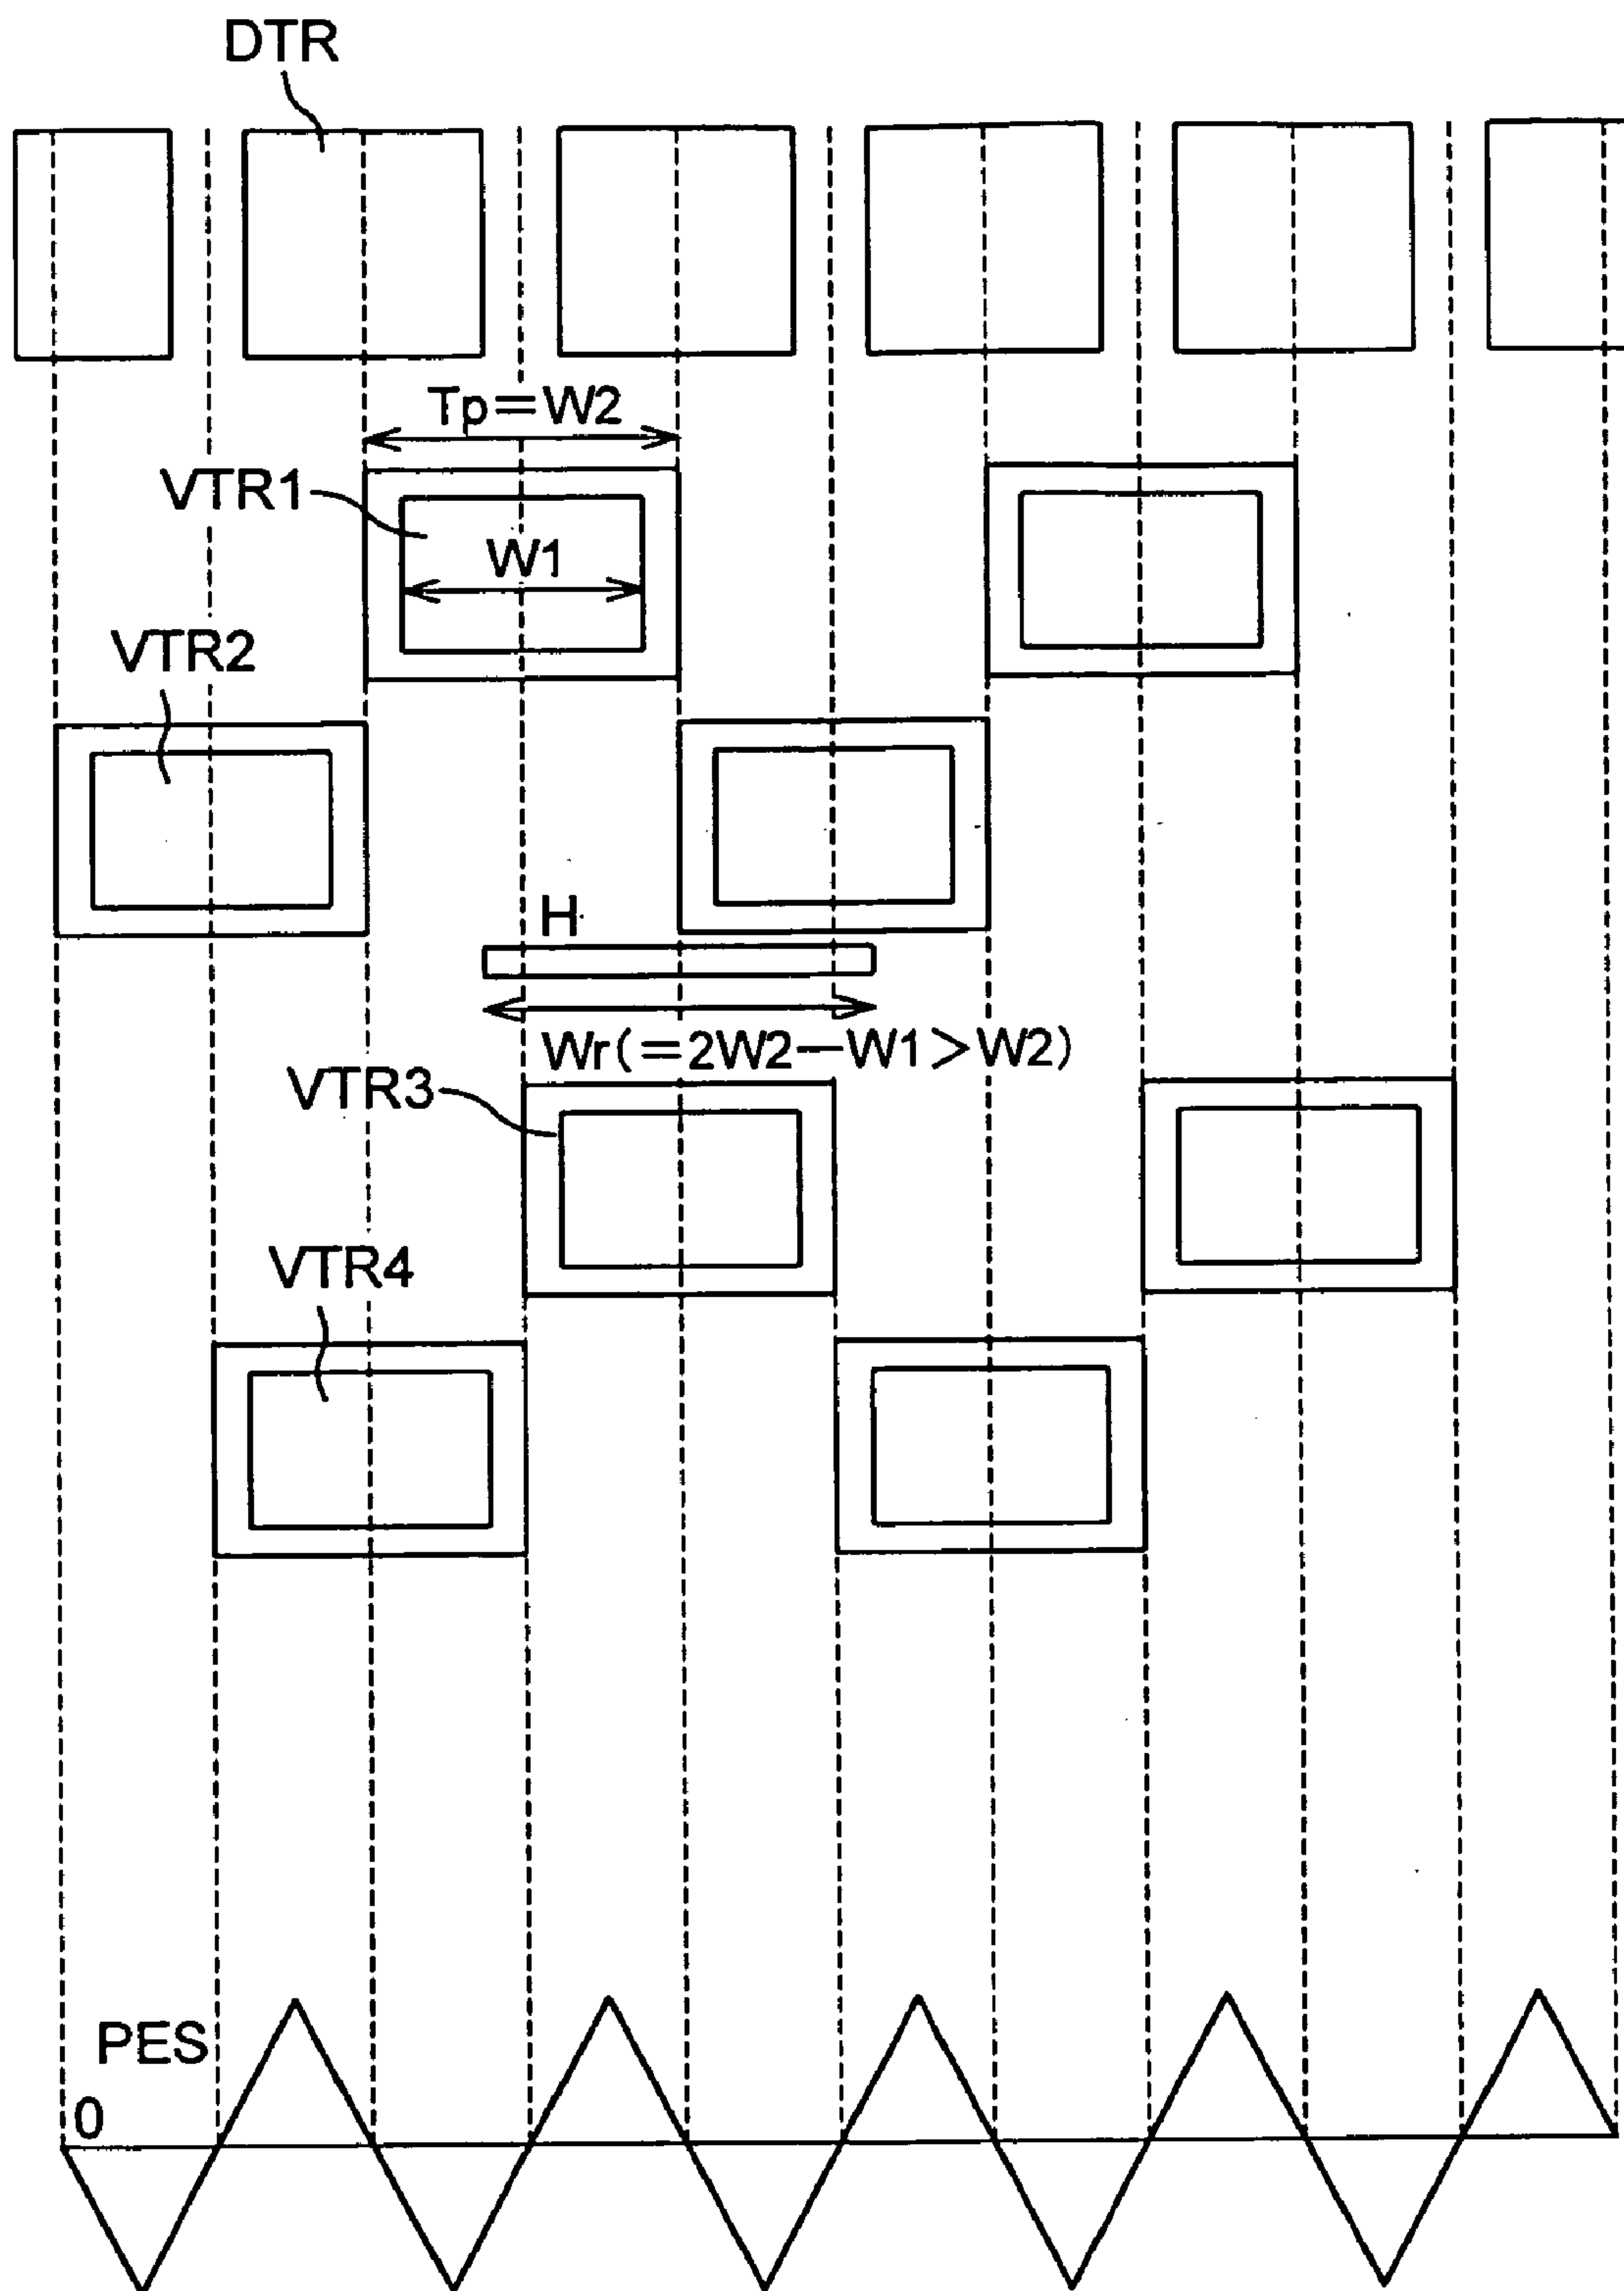 DTR
Tp=W2
VTR1
W1
VTR2
H
Wr(=2W2−W1>W2)
VTR3
VTR4
PES
0